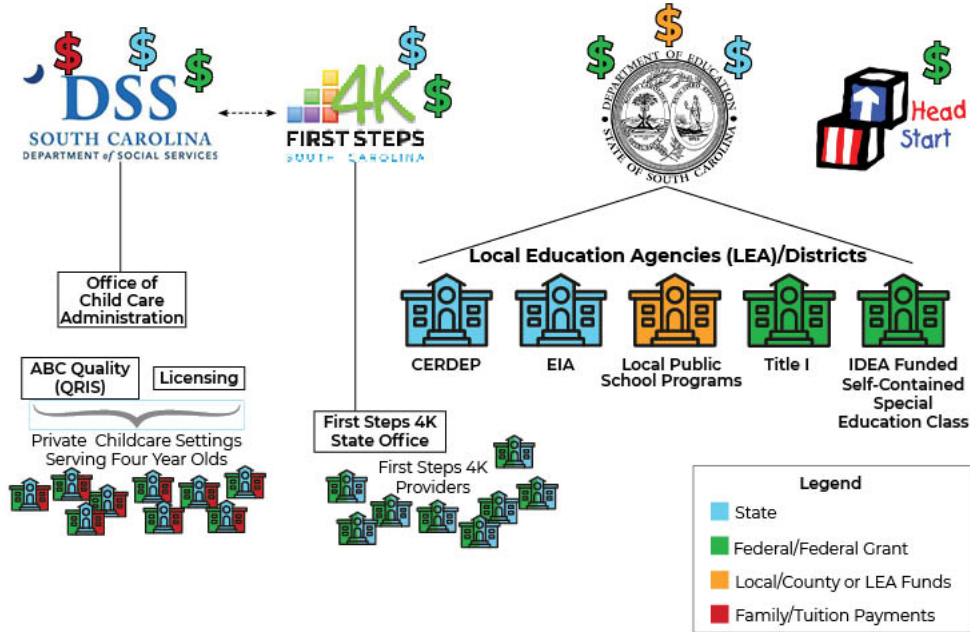 DSS
SOUTH CAROLINA
DEPARTMENT of SOCIAL SERVICES
4K
FIRST STEPS
SOUTH CAROLINA
DEPARTMENT OF EDUCATION
STATE OF SOUTH CAROLINA
Head
Start
Office of
Child Care
Administration
ABC Quality
(QRIS)
Licensing
Private Childcare Settings
Serving Four Year Olds
First Steps 4K
State Office
First Steps 4K
Providers
Local Education Agencies (LEA)/Districts
CERDEP
EIA
Local Public
School Programs
Title I
IDEA Funded
Self-Contained
Special
Education Class
Legend
State
Federal/Federal Grant
Local/County or LEA Funds
Family/Tuition Payments